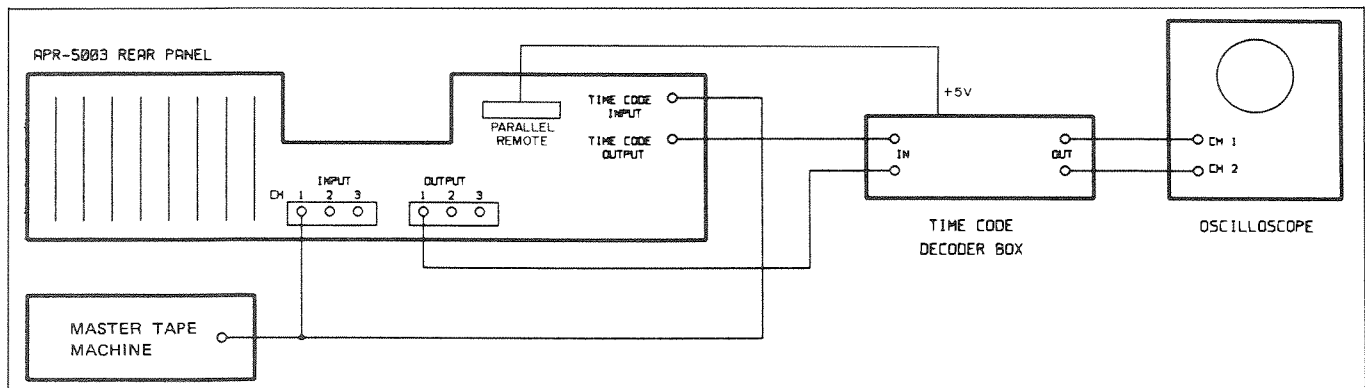 APR-5003 REAR PANEL
PARALLEL
REMOTE
TIME CODE
INPUT
TIME CODE
OUTPUT
INPUT
CH 1 2 3
OUTPUT
1 2 3
MASTER TAPE
MACHINE
+5V
IN
OUT
TIME CODE
DECODER BOX
CH 1
CH 2
OSCILLOSCOPE